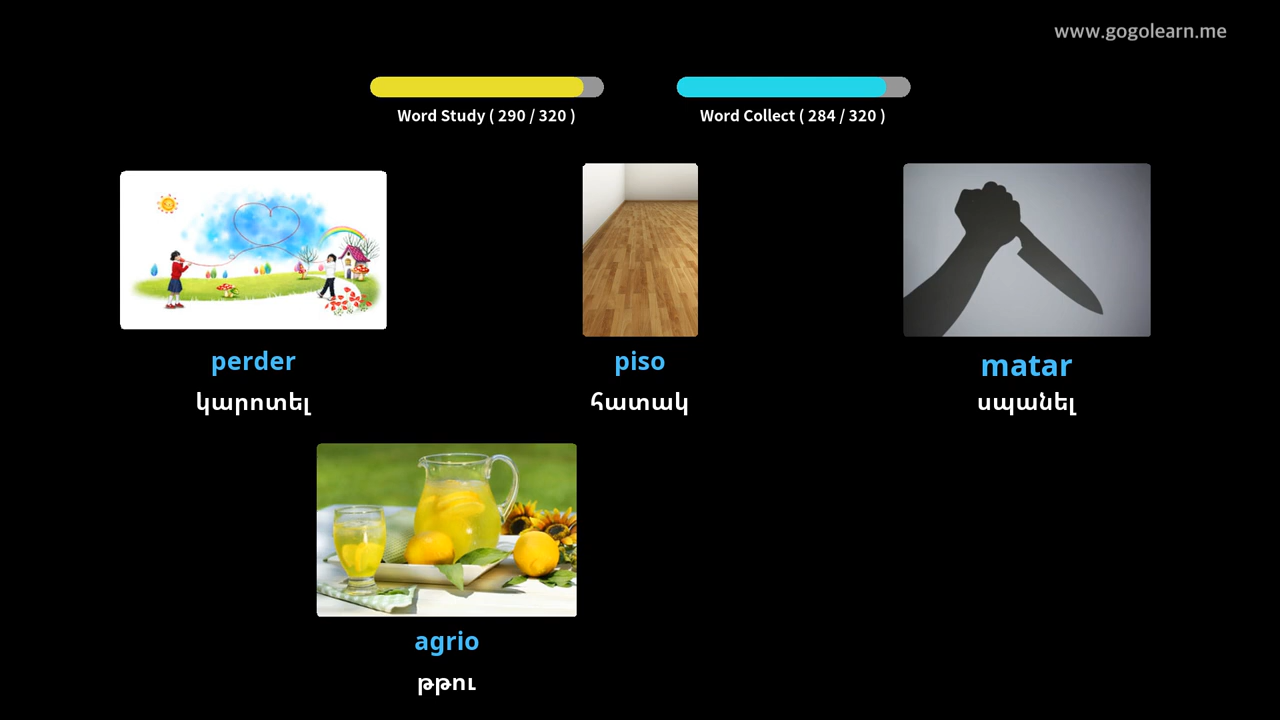 www.gogolearn.me
Word Study ( 290 / 320 )
Word Collect ( 284 / 320 )
perder
կարոտել
piso
հատակ
matar
սպանել
agrio
թթու